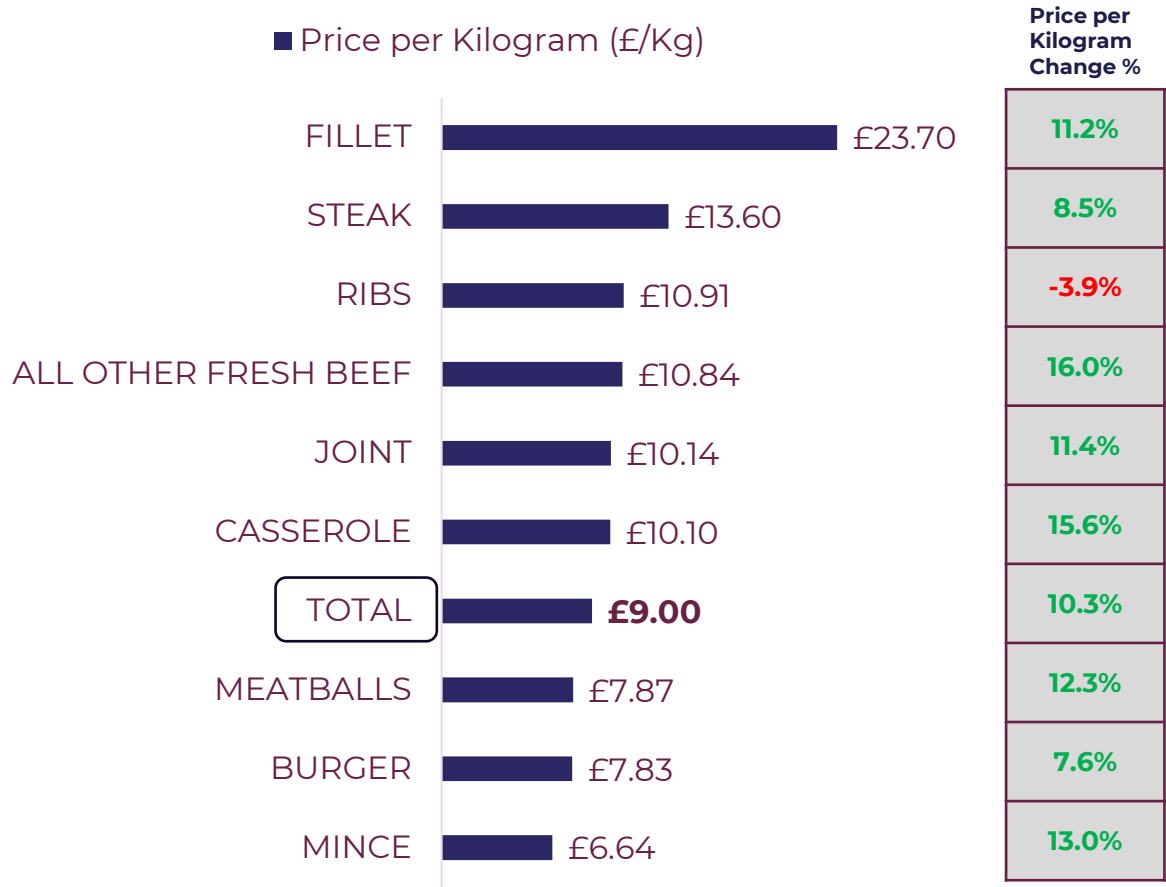 Price per Kilogram (£/Kg)
Price per
Kilogram
Change %
FILLET £23.70 11.2%
STEAK £13.60 8.5%
RIBS £10.91 -3.9%
ALL OTHER FRESH BEEF £10.84 16.0%
JOINT £10.14 11.4%
CASSEROLE £10.10 15.6%
TOTAL £9.00 10.3%
MEATBALLS £7.87 12.3%
BURGER £7.83 7.6%
MINCE £6.64 13.0%